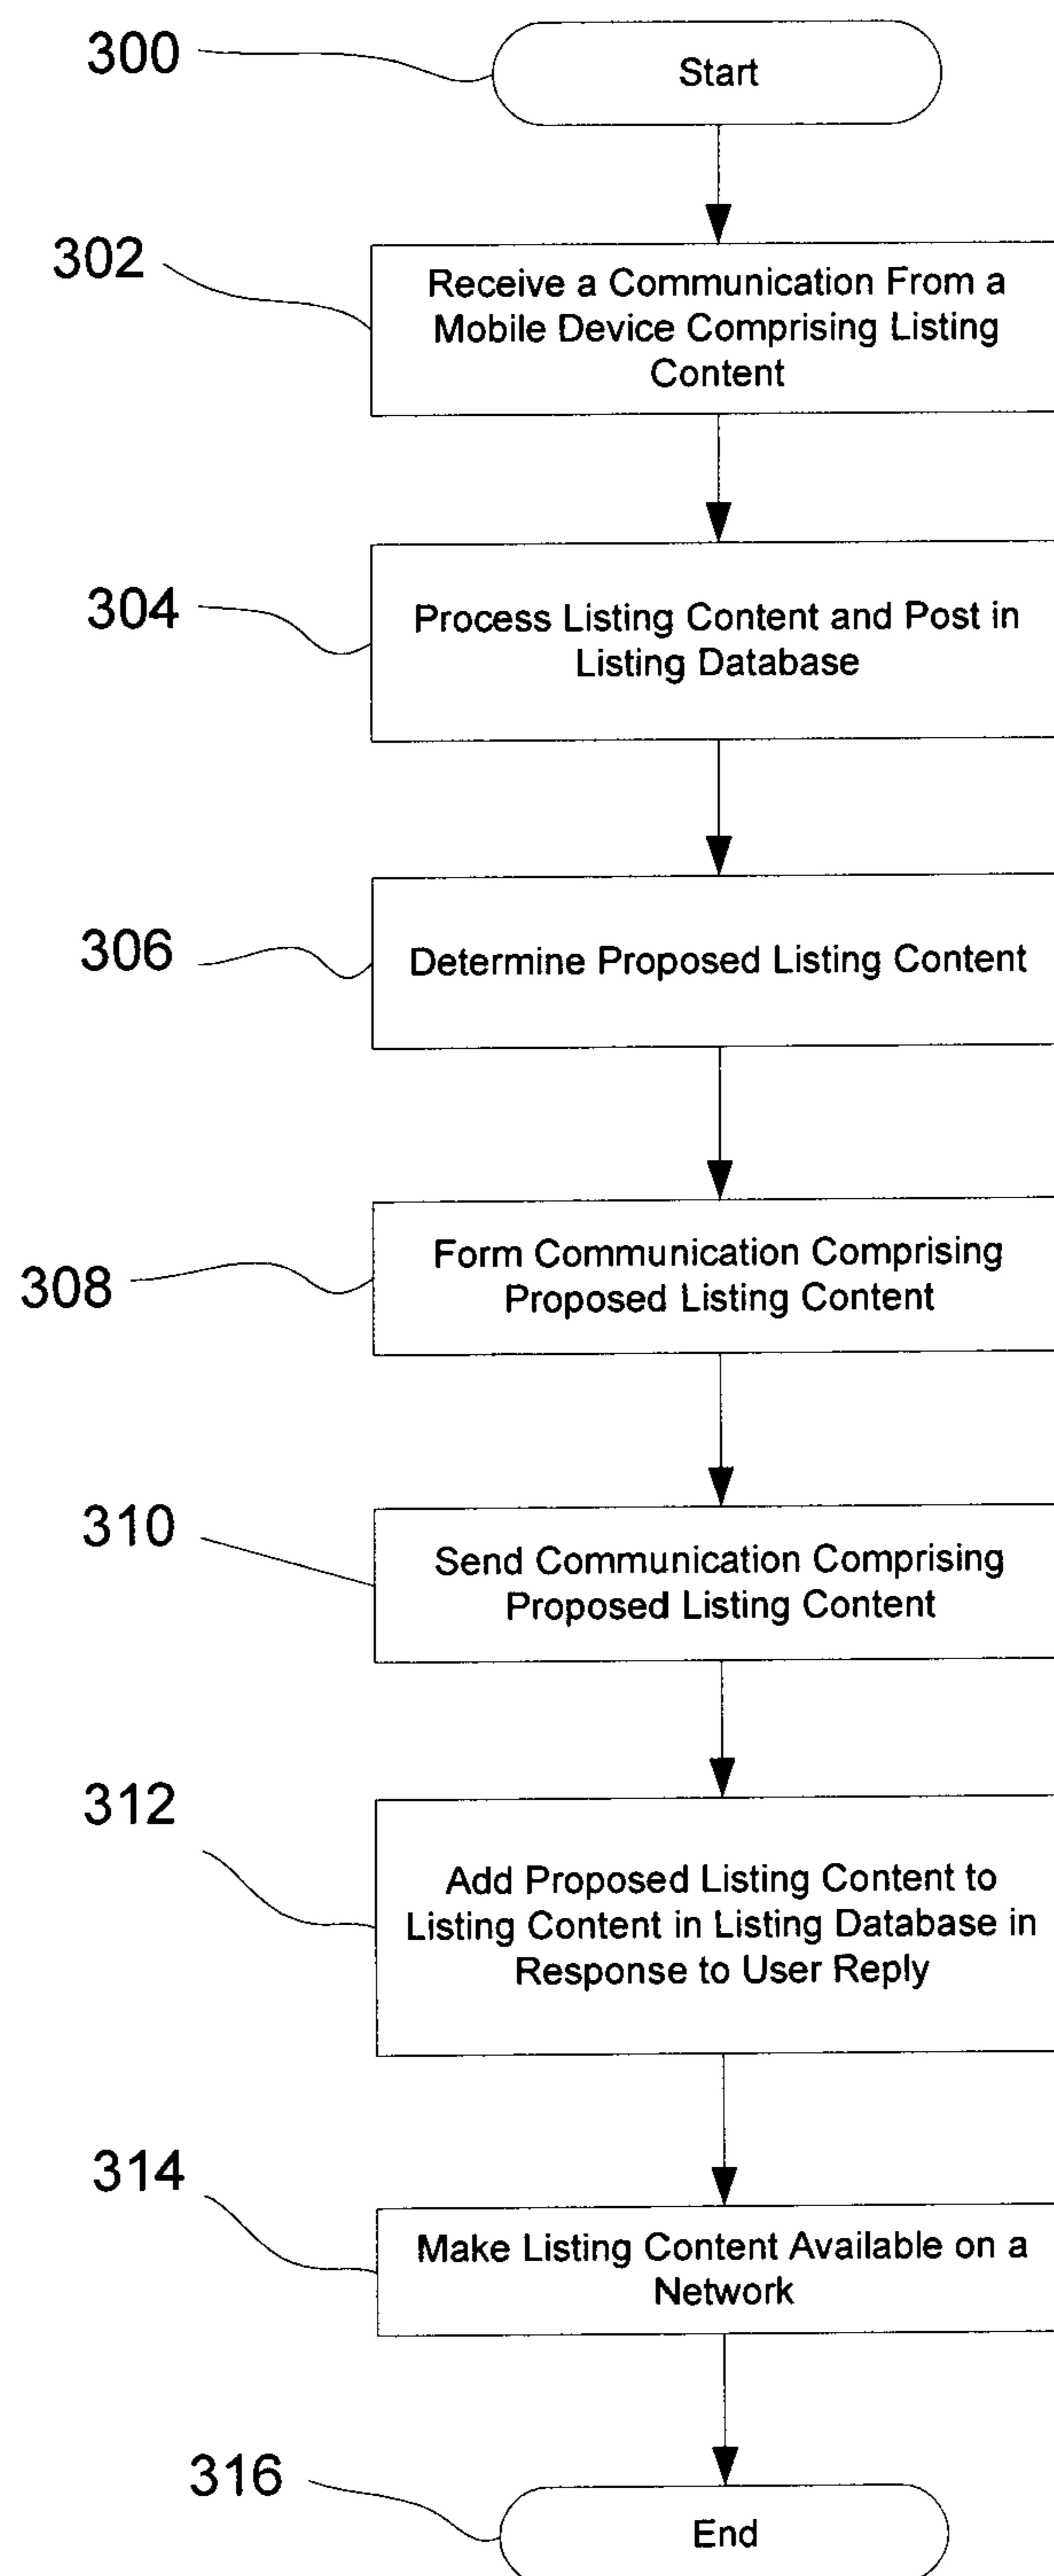 300
Start
302
Receive a Communication From a
Mobile Device Comprising Listing
Content
304
Process Listing Content and Post in
Listing Database
306
Determine Proposed Listing Content
308
Form Communication Comprising
Proposed Listing Content
310
Send Communication Comprising
Proposed Listing Content
312
Add Proposed Listing Content to
Listing Content in Listing Database in
Response to User Reply
314
Make Listing Content Available on a
Network
316
End